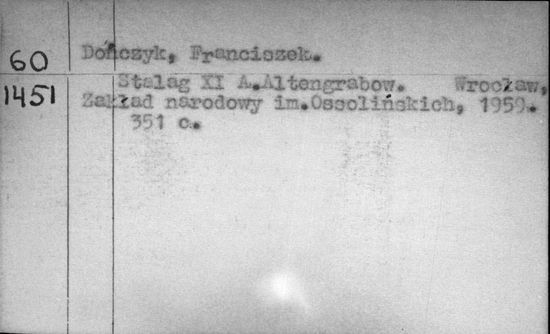 60
1451
Dończyk, Franciszek.
Stalag XI A.Altengrabow. Wrocław,
Zakład narodowy im.Ossolińskich, 1959.
351 c.